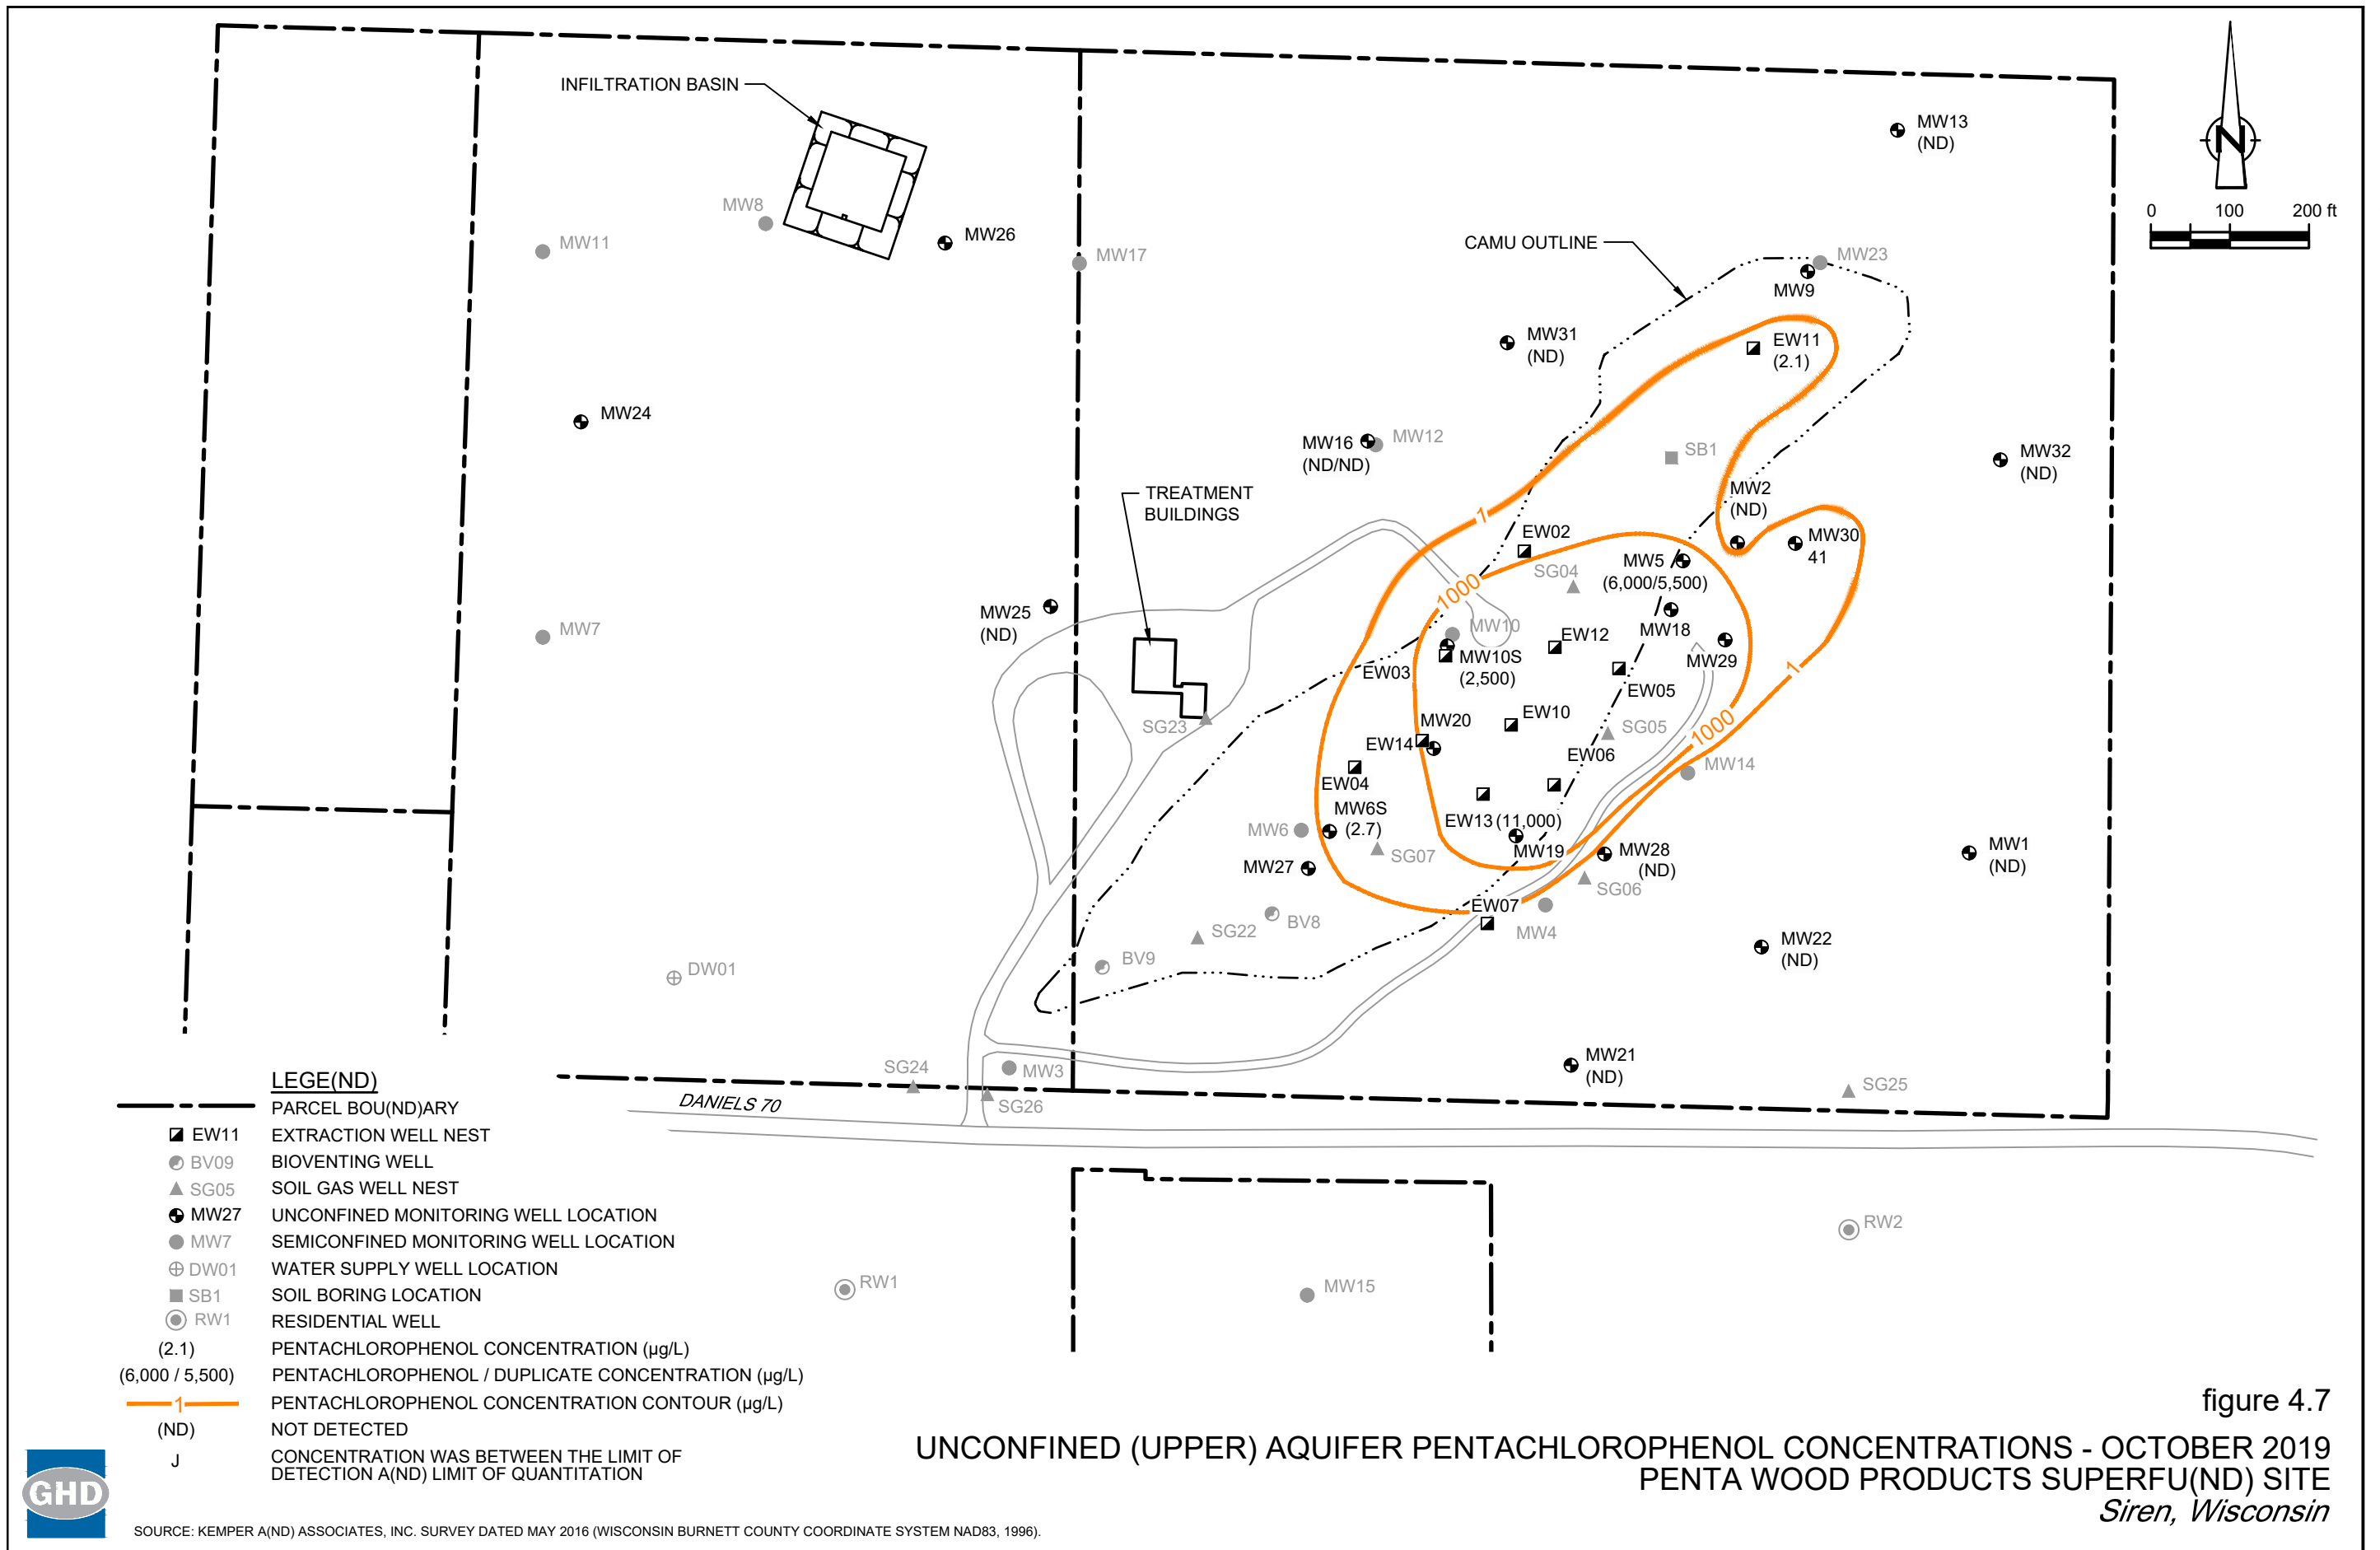 INFILTRATION BASIN
MW13
(ND)
N
0 100 200 ft
MW8
MW11
MW26
MW17
CAMU OUTLINE
MW23
MW9
MW31
(ND)
EW11
(2.1)
MW24
MW16
(ND/ND)
MW12
SB1
MW32
(ND)
TREATMENT
BUILDINGS
MW2
(ND)
1
EW02
MW30
41
MW5
(6,000/5,500)
SG04
1000
MW25
(ND)
MW7
MW10
EW12
MW18
MW10S
(2,500)
EW03
MW29
1
EW05
SG23
MW20
EW10
SG05
1000
EW14
EW06
MW14
EW04
MW6S
(2.7)
MW6
EW13
(11,000)
MW19
SG07
MW27
MW28
(ND)
MW1
(ND)
SG06
EW07
BV8
SG22
MW4
MW22
(ND)
BV9
DW01
MW21
(ND)
SG24
MW3
SG25
SG26
DANIELS 70
RW2
RW1
MW15
LEGE(ND)
PARCEL BOU(ND)ARY
EW11 EXTRACTION WELL NEST
BV09 BIOVENTING WELL
SG05 SOIL GAS WELL NEST
MW27 UNCONFINED MONITORING WELL LOCATION
MW7 SEMICONFINED MONITORING WELL LOCATION
DW01 WATER SUPPLY WELL LOCATION
SB1 SOIL BORING LOCATION
RW1 RESIDENTIAL WELL
(2.1) PENTACHLOROPHENOL CONCENTRATION (µg/L)
(6,000 / 5,500) PENTACHLOROPHENOL / DUPLICATE CONCENTRATION (µg/L)
1 PENTACHLOROPHENOL CONCENTRATION CONTOUR (µg/L)
(ND) NOT DETECTED
J CONCENTRATION WAS BETWEEN THE LIMIT OF
DETECTION A(ND) LIMIT OF QUANTITATION
GHD
SOURCE: KEMPER A(ND) ASSOCIATES, INC. SURVEY DATED MAY 2016 (WISCONSIN BURNETT COUNTY COORDINATE SYSTEM NAD83, 1996).
figure 4.7
UNCONFINED (UPPER) AQUIFER PENTACHLOROPHENOL CONCENTRATIONS - OCTOBER 2019
PENTA WOOD PRODUCTS SUPERFU(ND) SITE
Siren, Wisconsin